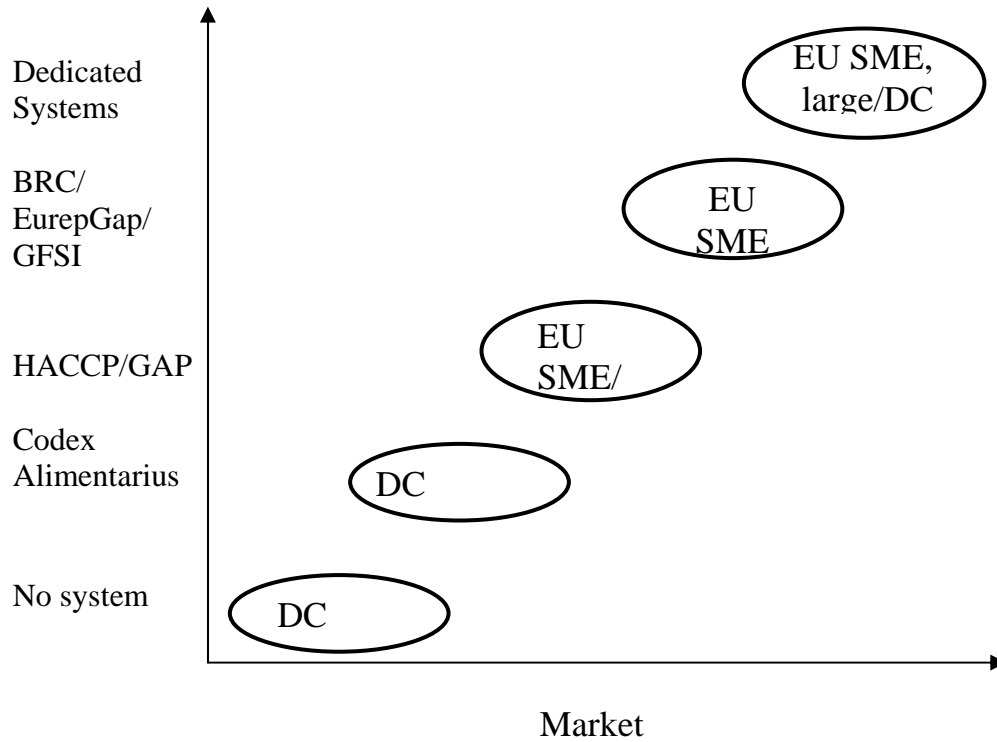 Dedicated
Systems
EU SME,
large/DC
BRC/
EurepGap/
GFSI
EU
SME
HACCP/GAP
EU
SME/
Codex
Alimentarius
DC
No system
DC
Market